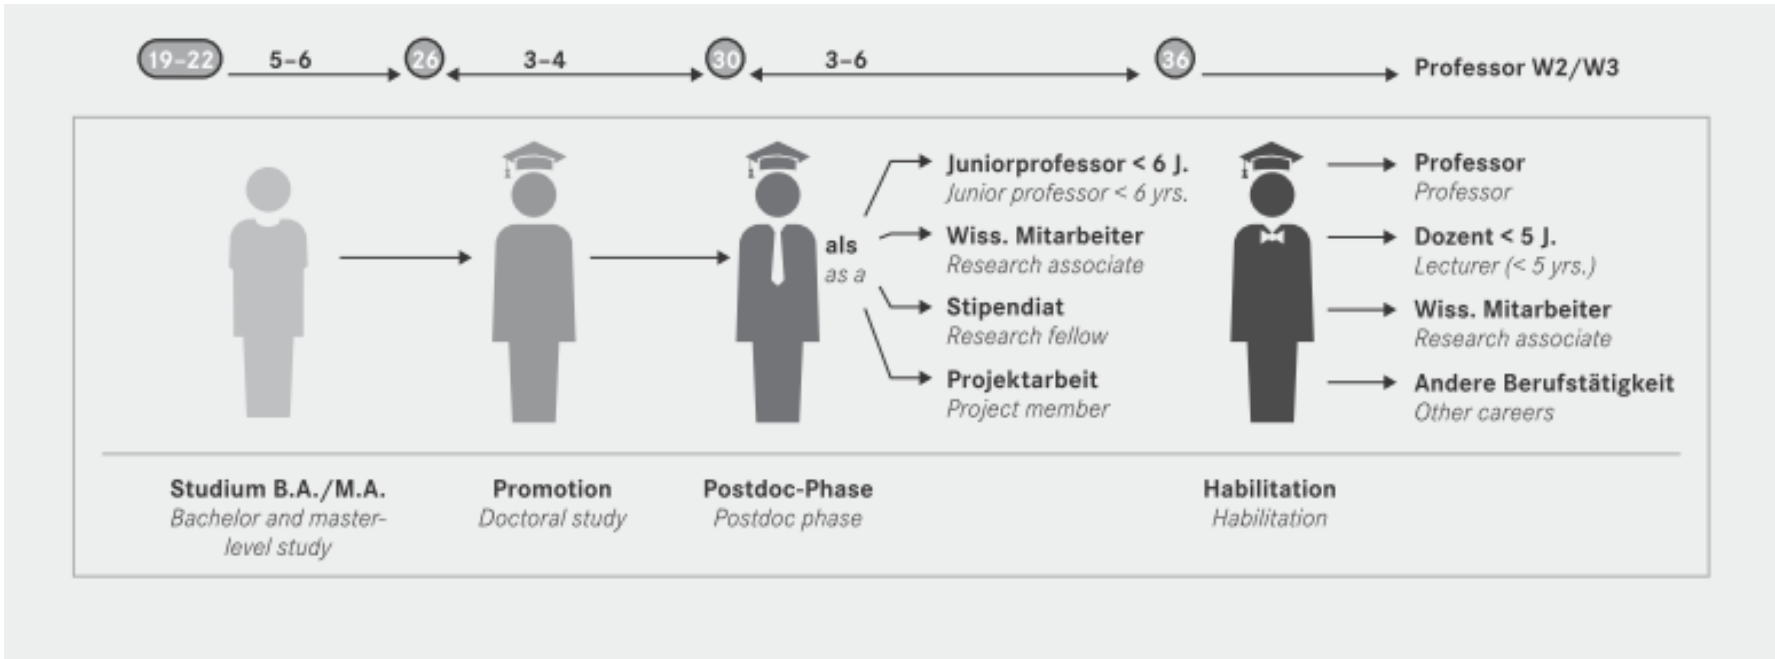 19–22
5–6
26
3–4
30
3–6
36
Professor W2/W3
als
as a
Juniorprofessor < 6 J.
Junior professor < 6 yrs.
Wiss. Mitarbeiter
Research associate
Stipendiat
Research fellow
Projektarbeit
Project member
Professor
Professor
Dozent < 5 J.
Lecturer (< 5 yrs.)
Wiss. Mitarbeiter
Research associate
Andere Berufstätigkeit
Other careers
Studium B.A./M.A.
Bachelor and master-
level study
Promotion
Doctoral study
Postdoc-Phase
Postdoc phase
Habilitation
Habilitation